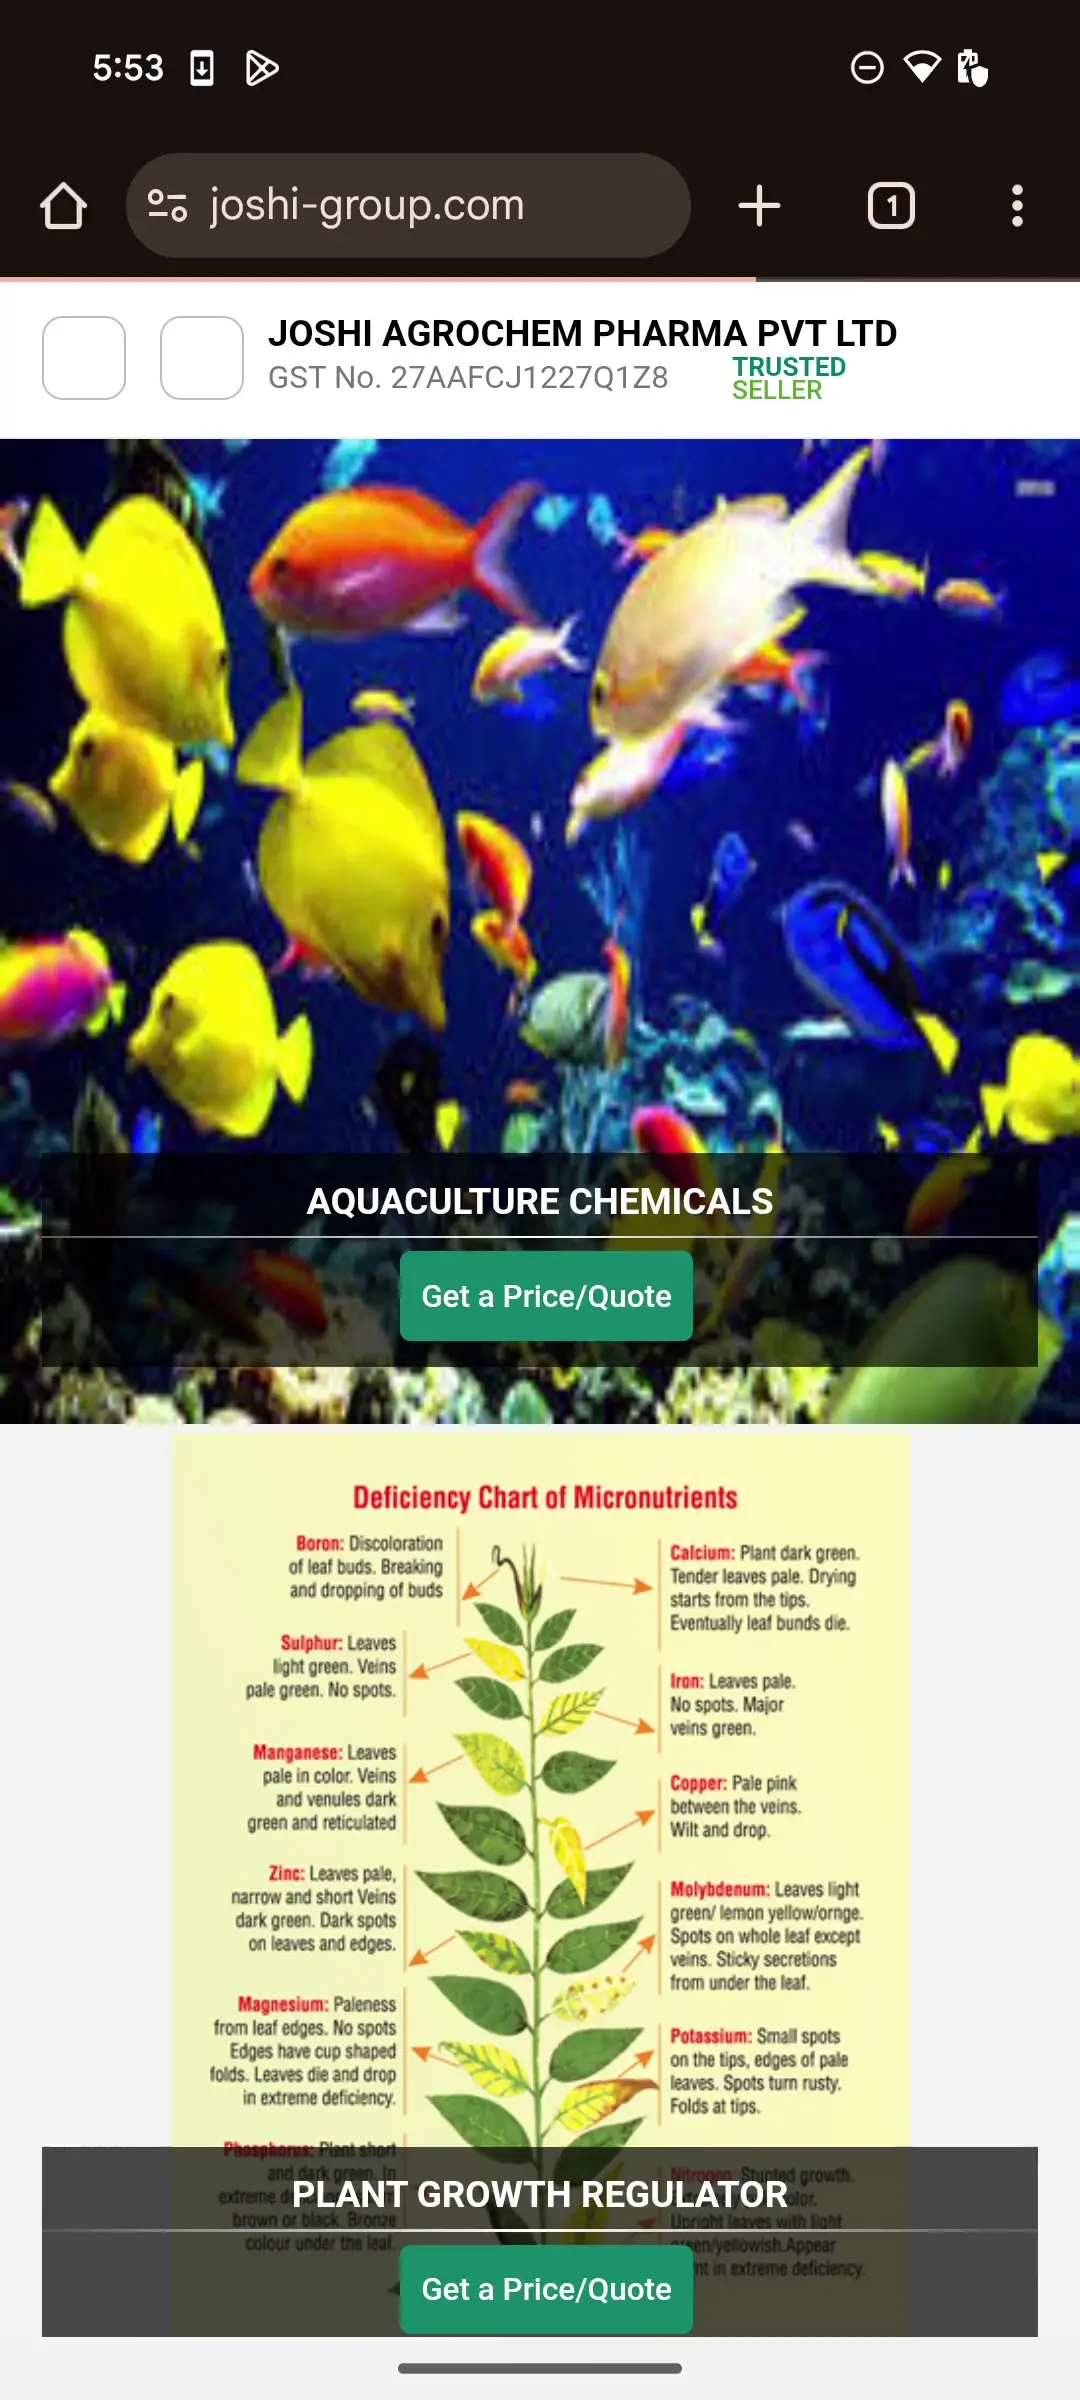 5:53
joshi-group.com
1
JOSHI AGROCHEM PHARMA PVT LTD
GST No. 27AAFCJ1227Q1Z8
TRUSTED
SELLER
AQUACULTURE CHEMICALS
Get a Price/Quote
Deficiency Chart of Micronutrients
Boron: Discoloration
of leaf buds. Breaking
and dropping of buds
Calcium: Plant dark green.
Tender leaves pale. Drying
starts from the tips.
Eventually leaf bunds die.
Sulphur: Leaves
light green. Veins
pale green. No spots.
Iron: Leaves pale.
No spots. Major
veins green.
Manganese: Leaves
pale in color. Veins
and venules dark
green and reticulated
Copper: Pale pink
between the veins.
Wilt and drop.
Zinc: Leaves pale,
narrow and short Veins
dark green. Dark spots
on leaves and edges.
Molybdenum: Leaves light
green/ lemon yellow/ornge.
Spots on whole leaf except
veins. Sticky secretions
from under the leaf.
Magnesium: Paleness
from leaf edges. No spots
Edges have cup shaped
folds. Leaves die and drop
in extreme deficiency.
Potassium: Small spots
on the tips, edges of pale
leaves. Spots turn rusty.
Folds at tips.
Phosphorus: Plant short
and dark green. In
extreme
brown or black. Bronze
colour under the leaf.
Nitrogen: Stunted growth.
Upright leaves with light
green/yellowish.Appear
in extreme deficiency.
PLANT GROWTH REGULATOR
Get a Price/Quote